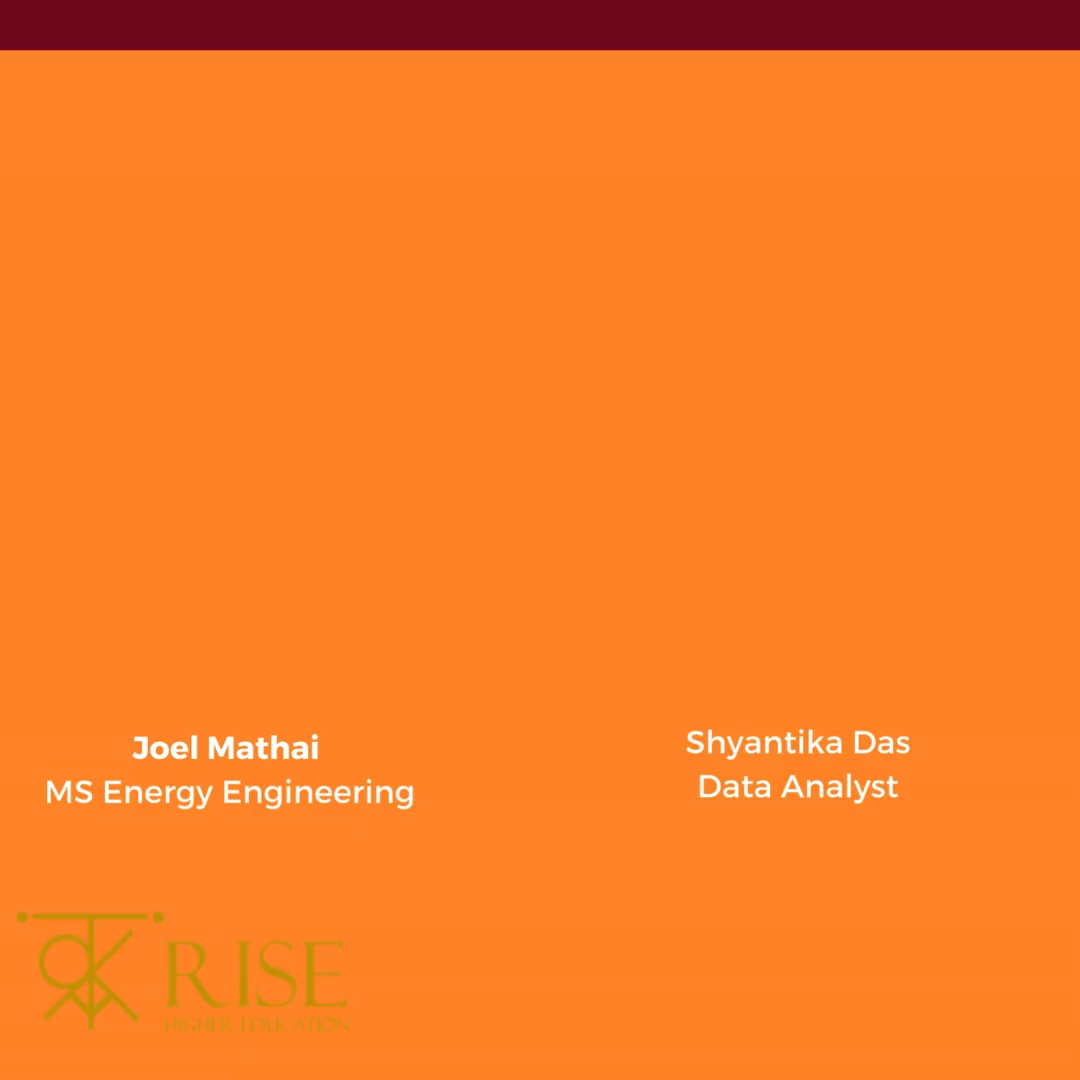 Joel Mathai
MS Energy Engineering
Shyantika Das
Data Analyst
RISE
HIGHER EDUCATION